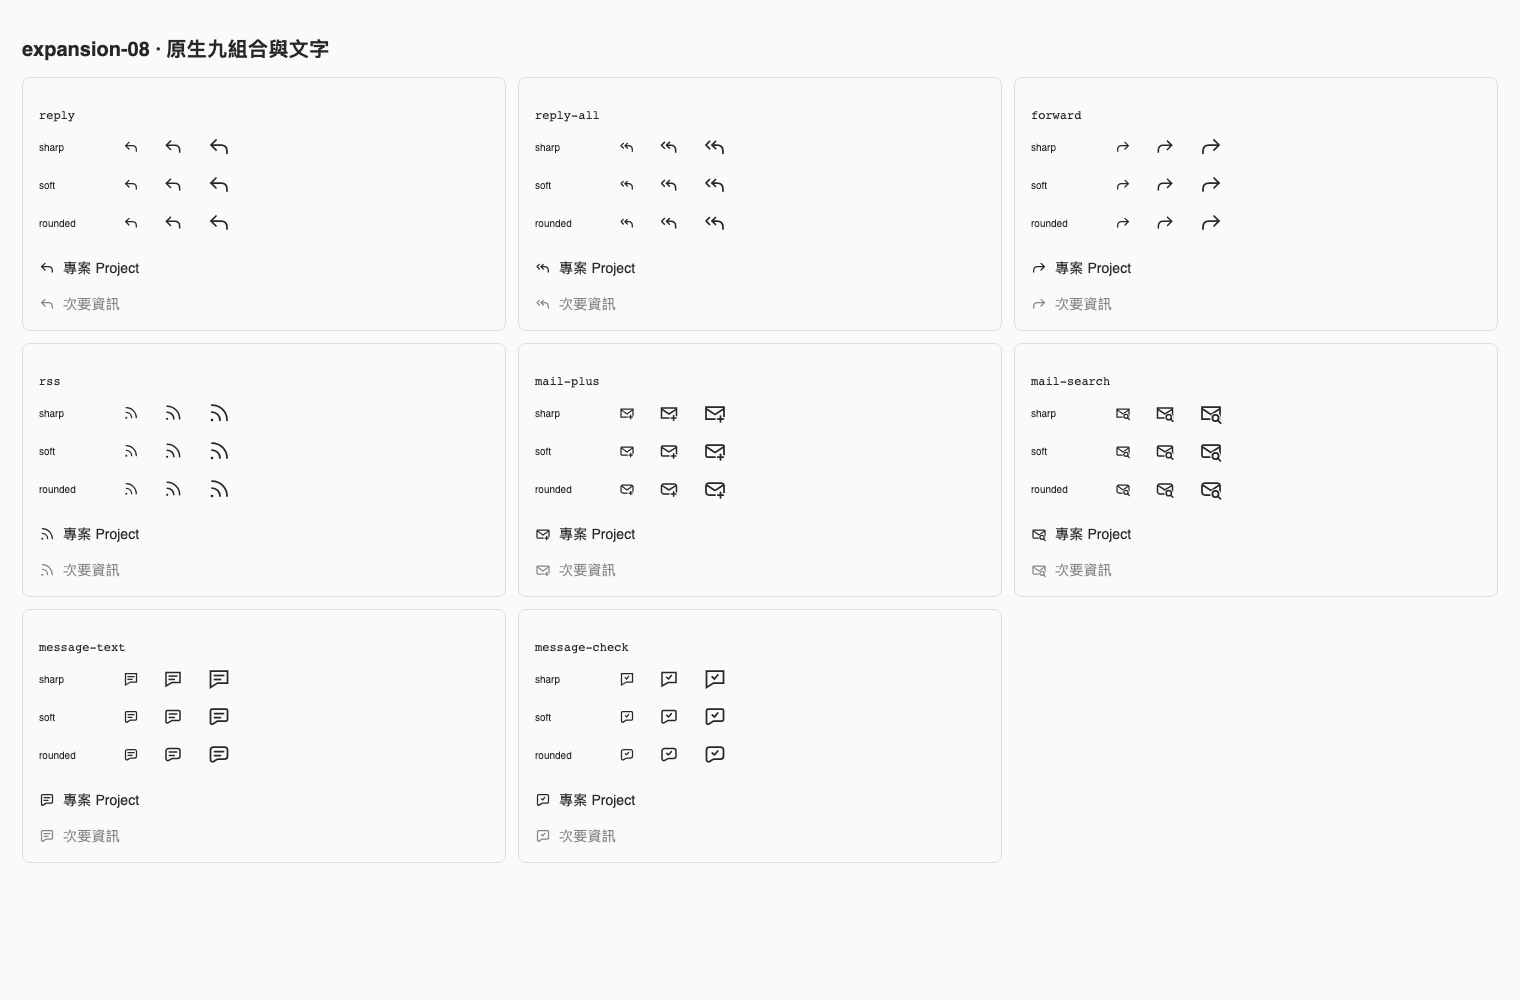 expansion-08 · 原生九組合與文字
reply
sharp
soft
rounded
專案 Project
次要資訊
reply-all
sharp
soft
rounded
專案 Project
次要資訊
forward
sharp
soft
rounded
專案 Project
次要資訊
rss
sharp
soft
rounded
專案 Project
次要資訊
mail-plus
sharp
soft
rounded
專案 Project
次要資訊
mail-search
sharp
soft
rounded
專案 Project
次要資訊
message-text
sharp
soft
rounded
專案 Project
次要資訊
message-check
sharp
soft
rounded
專案 Project
次要資訊